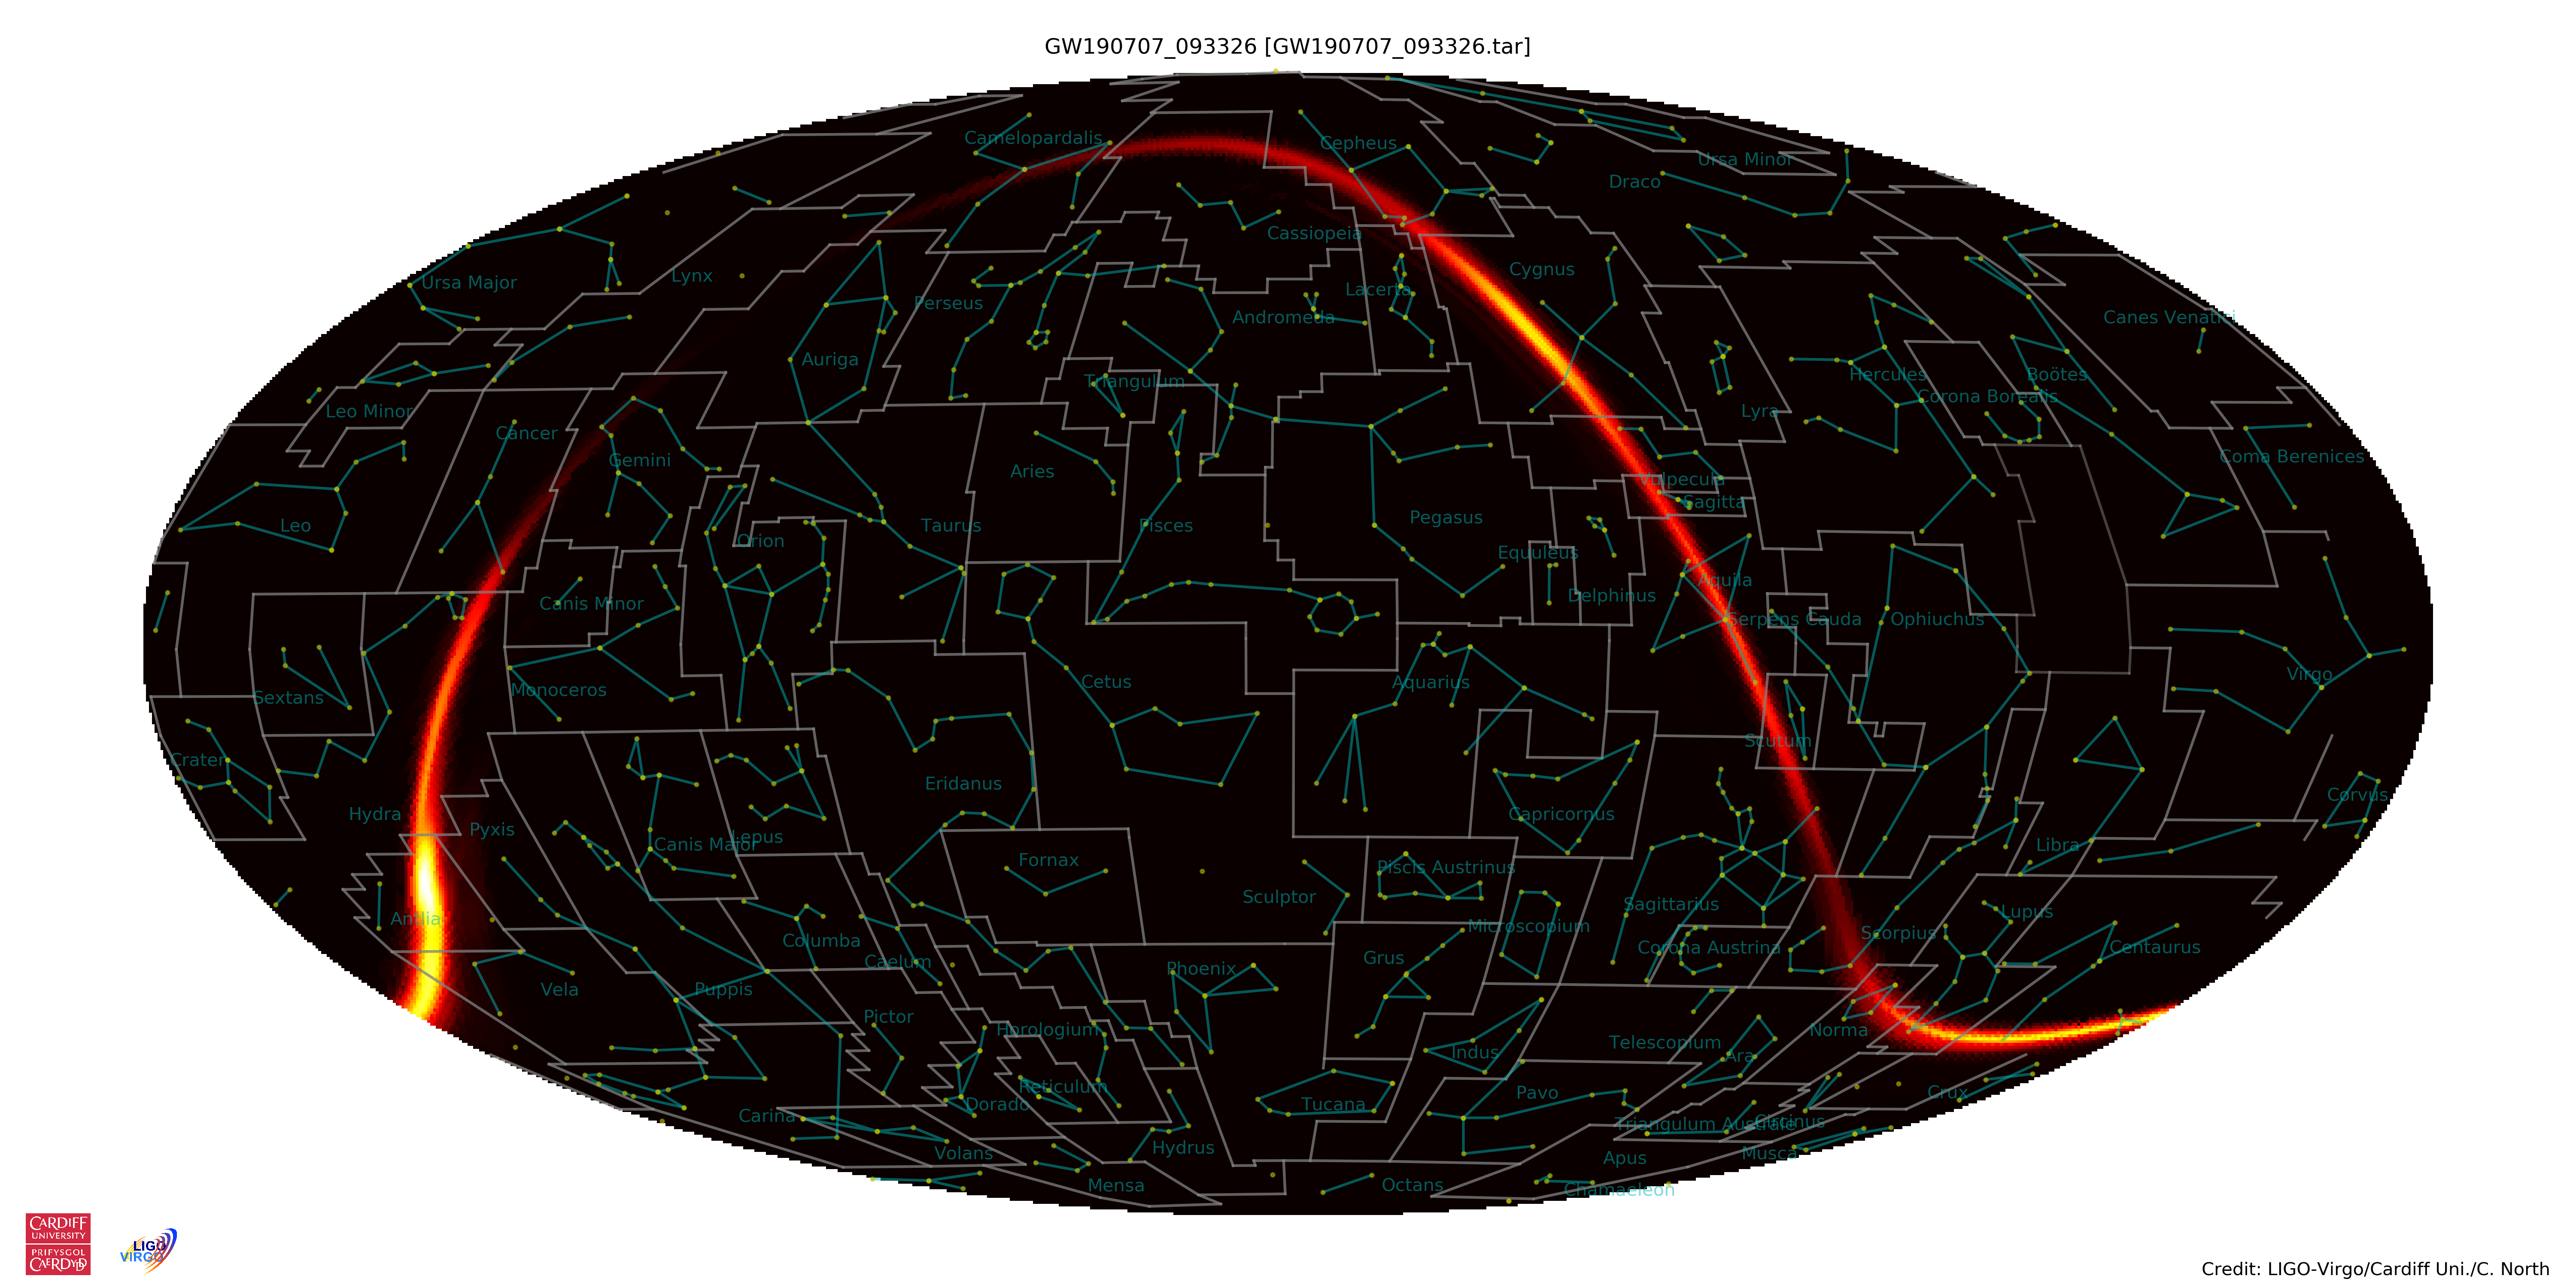 GW190707_093326 [GW190707_093326.tar]
Camelopardalis
Cepheus
Ursa Minor
Draco
Cassiopeia
Cygnus
Ursa Major
Lynx
Lacerta
Perseus
Andromeda
Canes Venatici
Auriga
Triangulum
Hercules
Boötes
Corona Borealis
Leo Minor
Lyra
Cancer
Gemini
Aries
Coma Berenices
Vulpecula
Sagitta
Leo
Taurus
Pisces
Pegasus
Orion
Equuleus
Aquila
Canis Minor
Delphinus
Serpens Cauda
Ophiuchus
Virgo
Sextans
Monoceros
Cetus
Aquarius
Scutum
Crater
Eridanus
Corvus
Hydra
Capricornus
Pyxis
Lepus
Canis Major
Libra
Fornax
Piscis Austrinus
Sculptor
Sagittarius
Lupus
Antlia
Microscopium
Columba
Scorpius
Corona Austrina
Centaurus
Caelum
Grus
Phoenix
Vela
Puppis
Pictor
Horologium
Norma
Telescopium
Indus
Ara
Reticulum
Pavo
Crux
Dorado
Tucana
Carina
Triangulum Australe
Circinus
Hydrus
Volans
Musca
Apus
Mensa
Octans
Chamaeleon
CARDIFF
UNIVERSITY
PRIFYSGOL
CAERDYDD
LIGO
VIRGO
Credit: LIGO-Virgo/Cardiff Uni./C. North